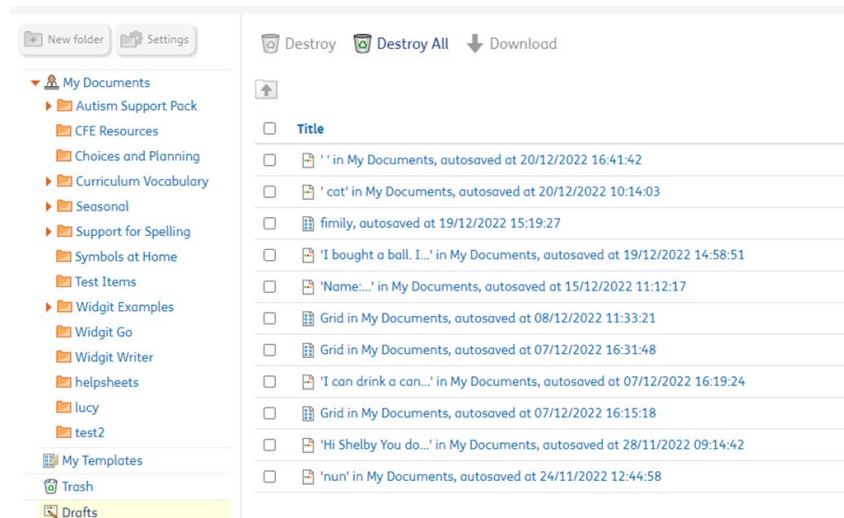 New folder
Settings
My Documents
Autism Support Pack
CFE Resources
Choices and Planning
Curriculum Vocabulary
Seasonal
Support for Spelling
Symbols at Home
Test Items
Widgit Examples
Widgit Go
Widgit Writer
helpsheets
lucy
test2
My Templates
Trash
Drafts
Destroy
Destroy All
Download
Title
' ' in My Documents, autosaved at 20/12/2022 16:41:42
' cat' in My Documents, autosaved at 20/12/2022 10:14:03
fimily, autosaved at 19/12/2022 15:19:27
'I bought a ball. I...' in My Documents, autosaved at 19/12/2022 14:58:51
'Name:...' in My Documents, autosaved at 15/12/2022 11:12:17
Grid in My Documents, autosaved at 08/12/2022 11:33:21
Grid in My Documents, autosaved at 07/12/2022 16:31:48
'I can drink a can...' in My Documents, autosaved at 07/12/2022 16:19:24
Grid in My Documents, autosaved at 07/12/2022 16:15:18
'Hi Shelby You do...' in My Documents, autosaved at 28/11/2022 09:14:42
'nun' in My Documents, autosaved at 24/11/2022 12:44:58